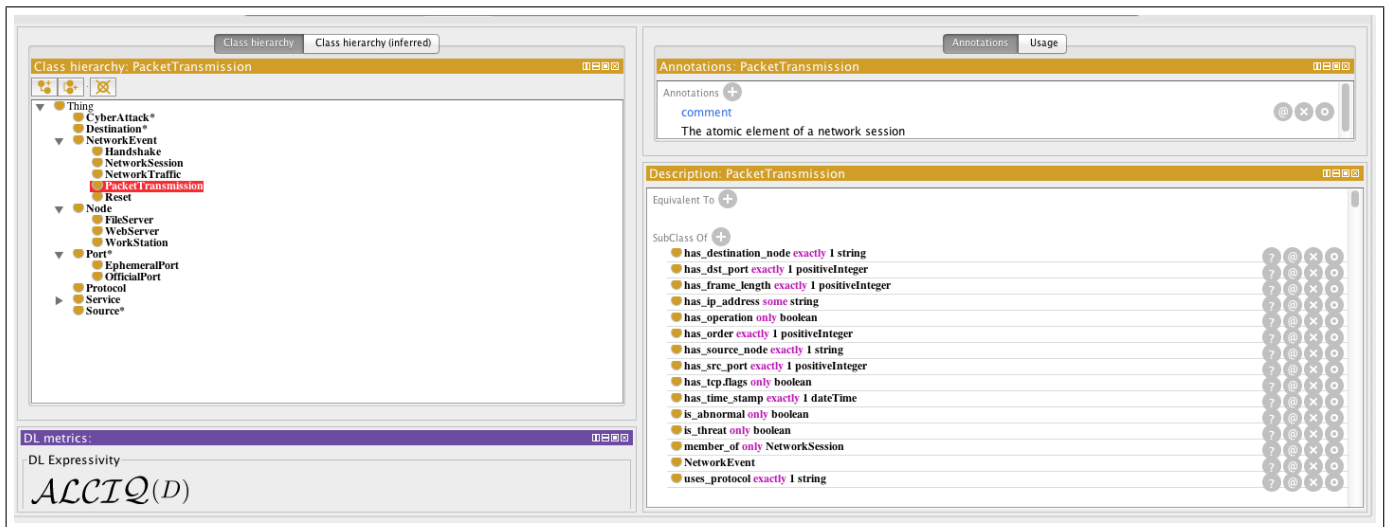 Class hierarchy Class hierarchy (inferred)
Class hierarchy: PacketTransmission
Thing
CyberAttack*
Destination*
NetworkEvent
Handshake
NetworkSession
NetworkTraffic
PacketTransmission
Reset
Node
FileServer
WebServer
WorkStation
Port*
EphemeralPort
OfficialPort
Protocol
Service
Source*
DL metrics:
DL Expressivity
ALCIQ(D)
Annotations Usage
Annotations: PacketTransmission
Annotations
comment
The atomic element of a network session
Description: PacketTransmission
Equivalent To
SubClass Of
has_destination_node exactly 1 string
has_dst_port exactly 1 positiveInteger
has_frame_length exactly 1 positiveInteger
has_ip_address some string
has_operation only boolean
has_order exactly 1 positiveInteger
has_source_node exactly 1 string
has_src_port exactly 1 positiveInteger
has_tcp.flags only boolean
has_time_stamp exactly 1 dateTime
is_abnormal only boolean
is_threat only boolean
member_of only NetworkSession
NetworkEvent
uses_protocol exactly 1 string